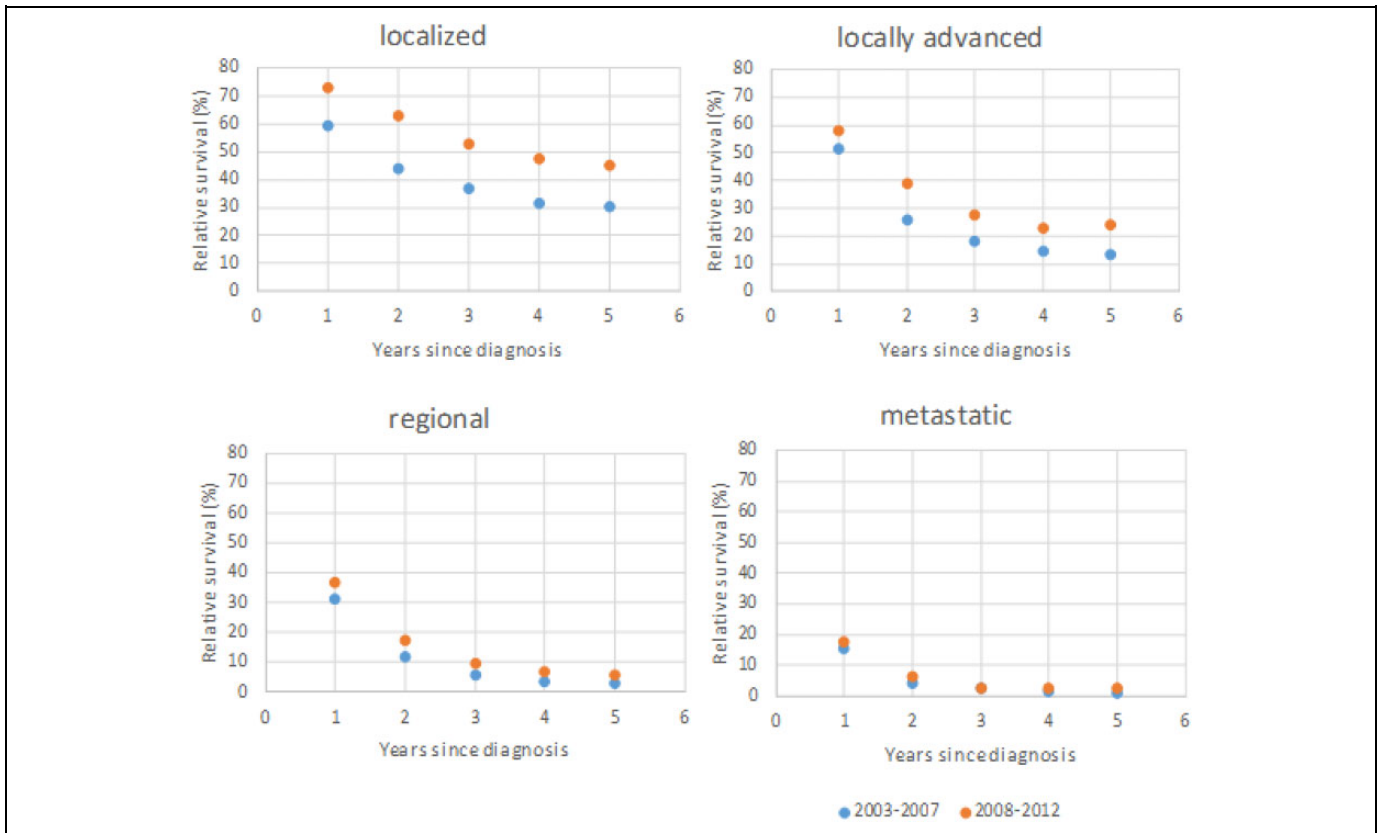 localized
Relative survival (%)
80
70
60
50
40
30
20
10
0
0 1 2 3 4 5 6
Years since diagnosis
locally advanced
Relative survival (%)
80
70
60
50
40
30
20
10
0
0 1 2 3 4 5 6
Years since diagnosis
regional
Relative survival (%)
80
70
60
50
40
30
20
10
0
0 1 2 3 4 5 6
Years since diagnosis
metastatic
Relative survival (%)
80
70
60
50
40
30
20
10
0
0 1 2 3 4 5 6
Years since diagnosis
2003-2007 2008-2012